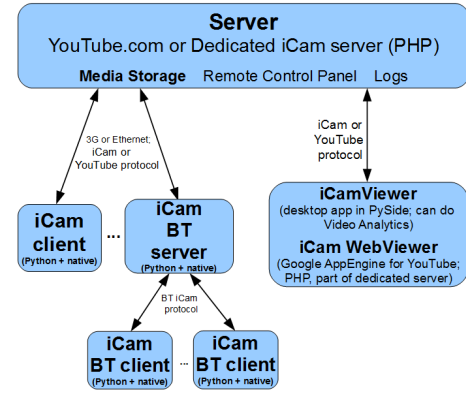 Server
YouTube.com or Dedicated iCam server (PHP)
Media Storage Remote Control Panel Logs
3G or Ethernet;
iCam or
YouTube protocol
iCam or
YouTube
protocol
iCam
client
(Python + native)
...
iCam
BT
server
(Python + native)
iCamViewer
(desktop app in PySide; can do
Video Analytics)
iCam WebViewer
(Google AppEngine for YouTube;
PHP, part of dedicated server)
BT iCam
protocol
iCam
BT client
(Python + native)
...
iCam
BT client
(Python + native)